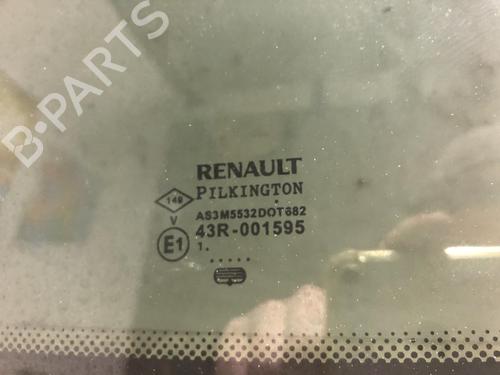 B-PARTS
RENAULT
PILKINGTON
149
V
AS3M5532DOT682
43R-001595
E1
1.
.....